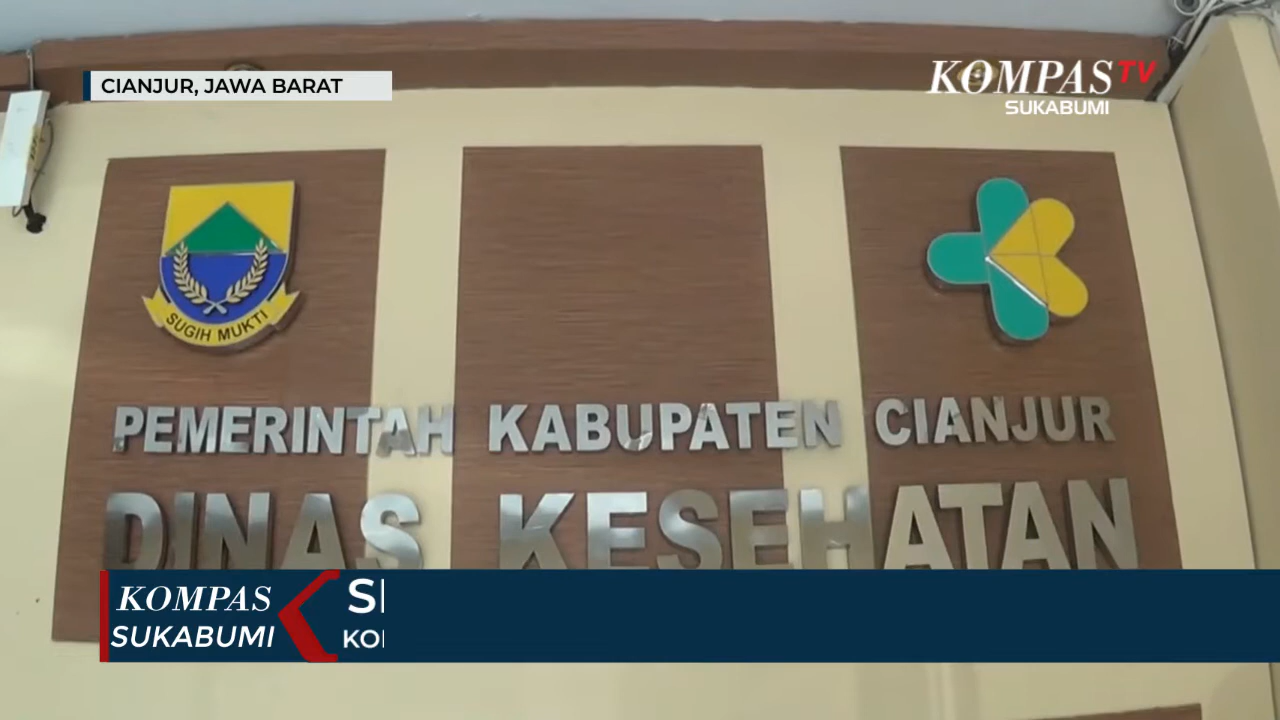 CIANJUR, JAWA BARAT
KOMPASTV
SUKABUMI
SUGIH MUKTI
PEMERINTAH KABUPATEN CIANJUR
DINAS KESEHATAN
KOMPAS
SUKABUMI